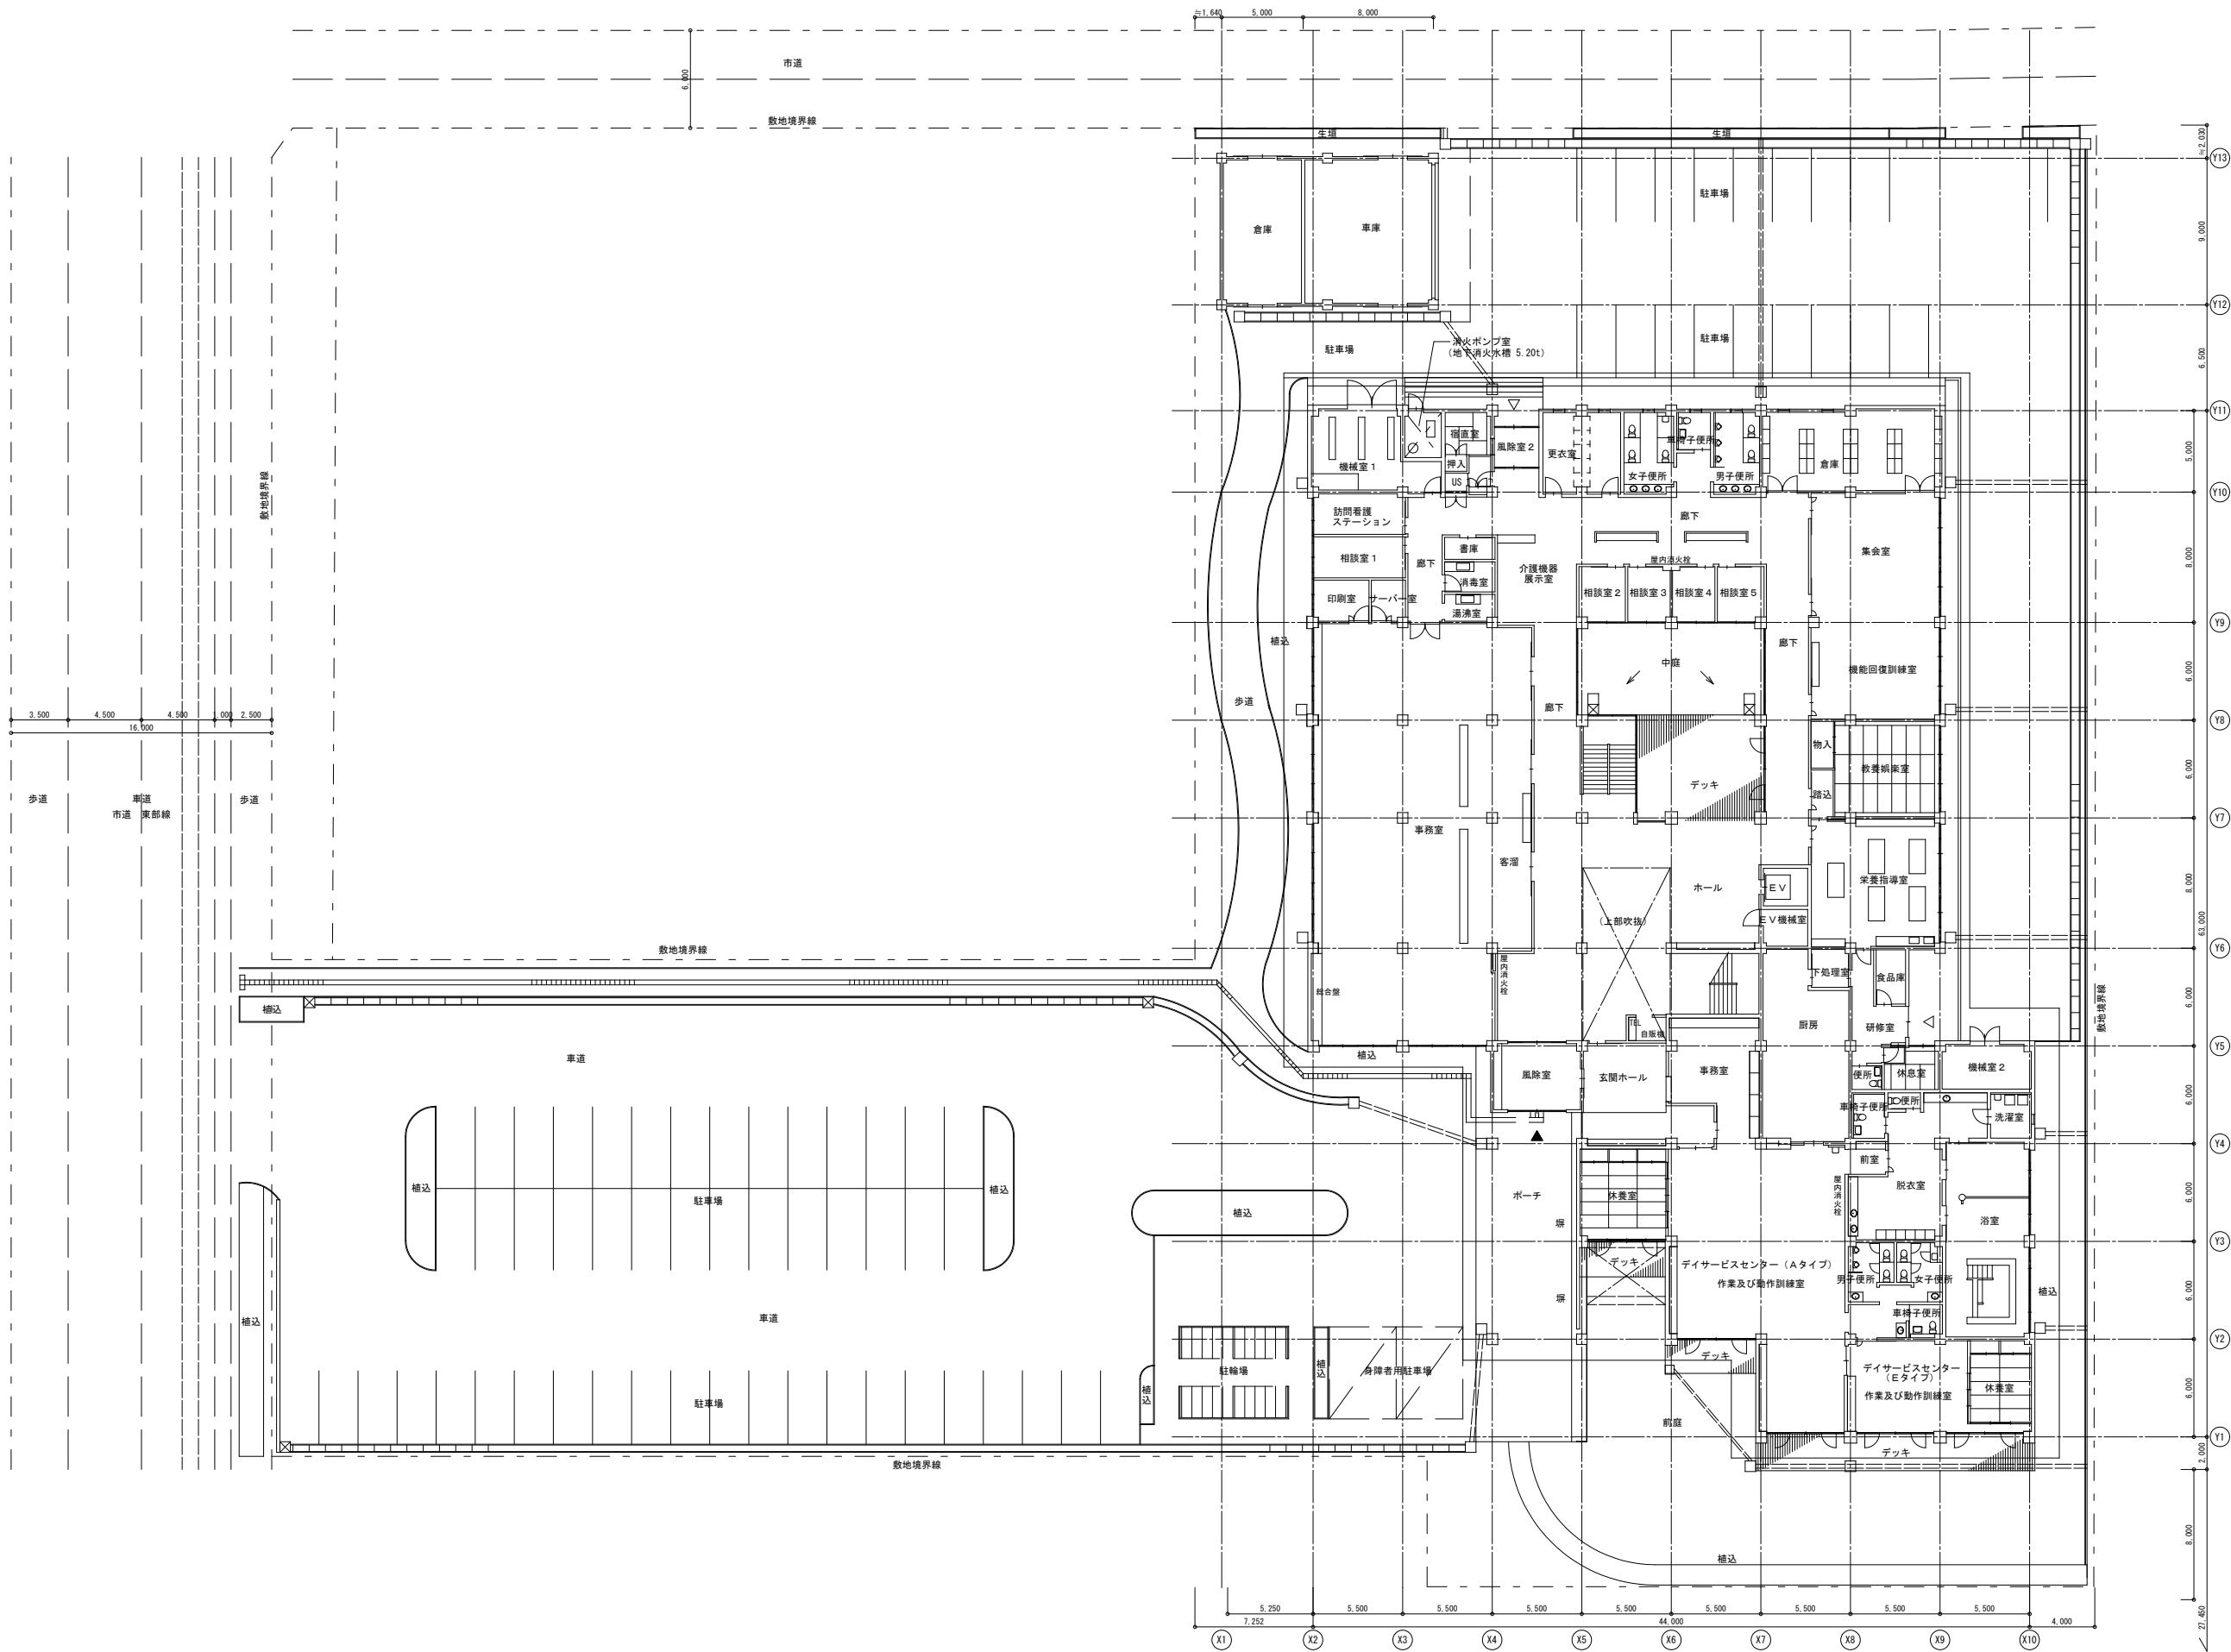 ≒1,640
5,000
8,000
市道
6,000
敷地境界線
生垣
生垣
≒2,030
Y13
駐車場
倉庫
車庫
9,000
Y12
駐車場
駐車場
消火ポンプ室
(地下消火水槽 5.20t)
6,500
Y11
宿直室
風除室2
更衣室
女子便所
車椅子便所
男子便所
倉庫
機械室1
押入
US
5,000
敷地境界線
Y10
訪問看護
ステーション
廊下
集会室
書庫
相談室1
廊下
介護機器
展示室
屋内消火栓
消毒室
相談室2
相談室3
相談室4
相談室5
印刷室
サーバー室
湯沸室
8,000
Y9
植込
中庭
廊下
機能回復訓練室
6,000
歩道
廊下
3,500
4,500
4,500
1,000
2,500
16,000
Y8
物入
教養娯楽室
デッキ
踏込
6,000
歩道
車道
歩道
市道 東部線
Y7
事務室
客溜
ホール
EV
栄養指導室
EV機械室
(上部吹抜)
8,000
63,000
敷地境界線
Y6
屋内消火栓
下処理室
食品庫
総合盤
植込
TEL
自販機
厨房
研修室
6,000
敷地境界線
車道
植込
Y5
風除室
玄関ホール
事務室
便所
休息室
機械室2
車椅子便所
便所
洗濯室
6,000
Y4
前室
植込
駐車場
植込
植込
ポーチ
休養室
屋内消火栓
脱衣室
浴室
塀
6,000
Y3
デッキ
デイサービスセンター(Aタイプ)
作業及び動作訓練室
男子便所
女子便所
植込
塀
車椅子便所
6,000
植込
車道
Y2
駐輪場
植込
身障者用駐車場
デッキ
デイサービスセンター
(Eタイプ)
作業及び動作訓練室
休養室
植込
駐車場
前庭
6,000
Y1
デッキ
敷地境界線
2,000
8,000
植込
27,450
5,250
5,500
5,500
5,500
5,500
5,500
5,500
5,500
5,500
7,252
44,000
4,000
X1
X2
X3
X4
X5
X6
X7
X8
X9
X10